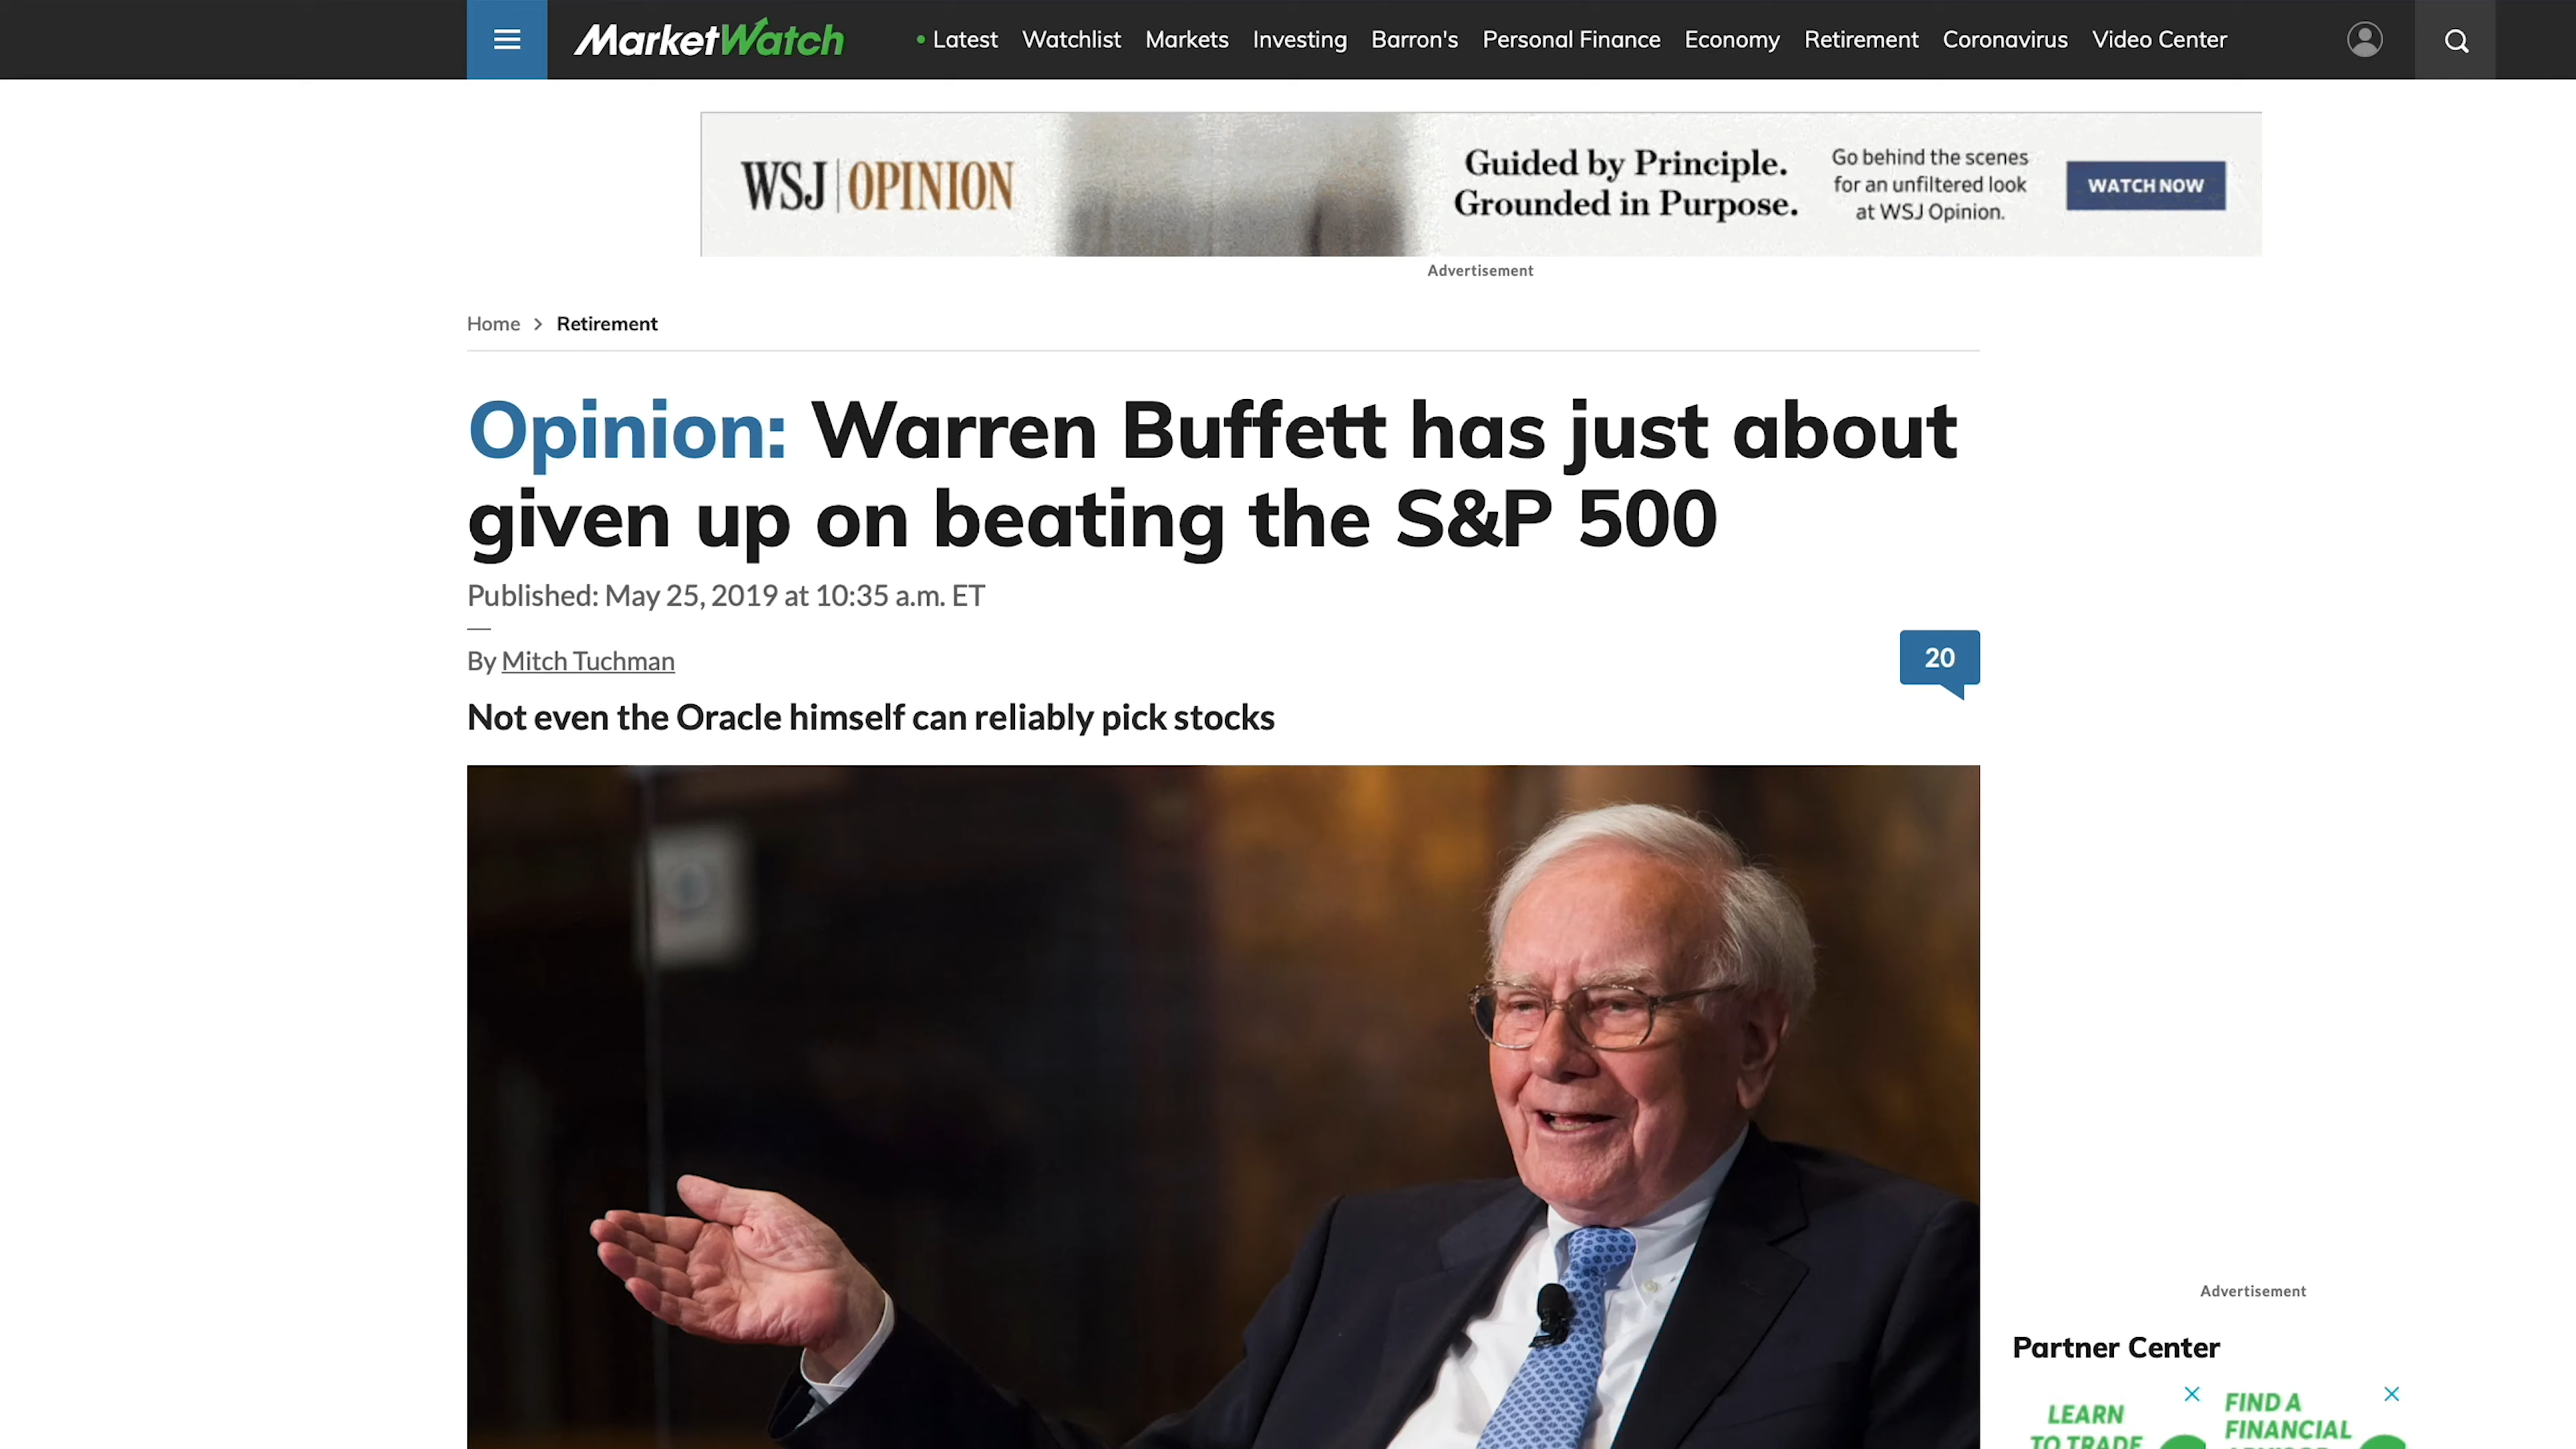 MarketWatch
Latest Watchlist Markets Investing Barron's Personal Finance Economy Retirement Coronavirus Video Center
WSJ | OPINION
Guided by Principle.
Grounded in Purpose.
Go behind the scenes
for an unfiltered look
at WSJ Opinion.
WATCH NOW
Advertisement
Home > Retirement
Opinion: Warren Buffett has just about
given up on beating the S&P 500
Published: May 25, 2019 at 10:35 a.m. ET
By Mitch Tuchman
20
Not even the Oracle himself can reliably pick stocks
Advertisement
Partner Center
LEARN
TO TRADE
FIND A
FINANCIAL